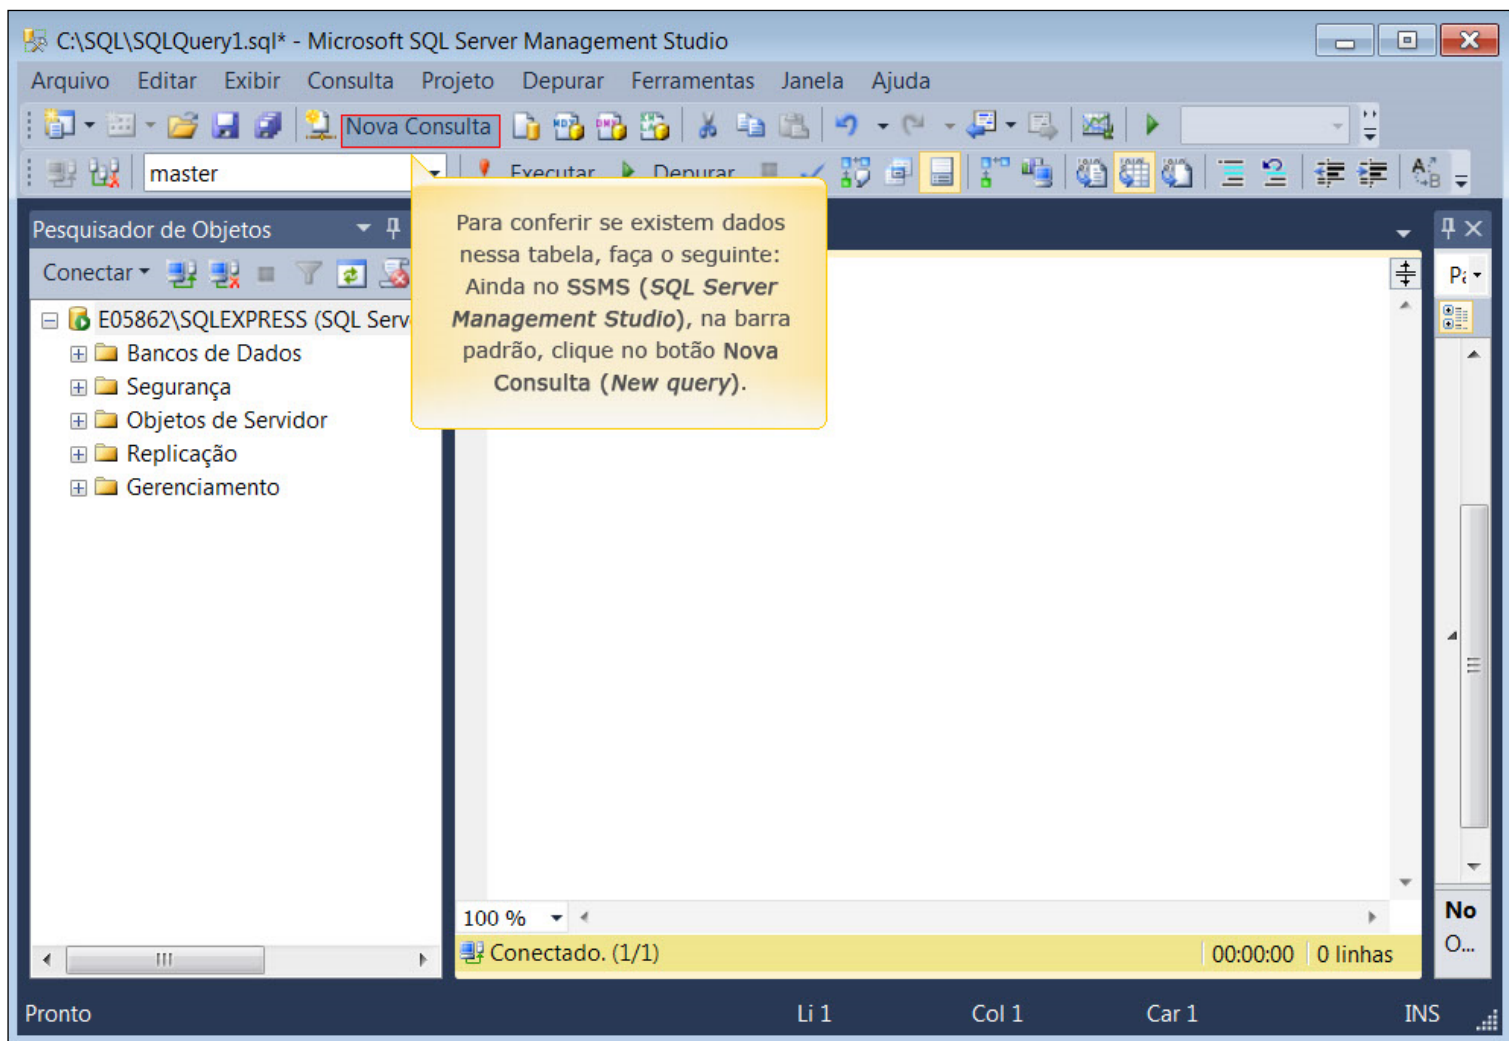 C:\SQL\SQLQuery1.sql* - Microsoft SQL Server Management Studio
Arquivo Editar Exibir Consulta Projeto Depurar Ferramentas Janela Ajuda
Nova Consulta
master Executar Depurar
Pesquisador de Objetos
Conectar
E05862\SQLEXPRESS (SQL Serv
Bancos de Dados
Segurança
Objetos de Servidor
Replicação
Gerenciamento
Para conferir se existem dados
nessa tabela, faça o seguinte:
Ainda no SSMS (SQL Server
Management Studio), na barra
padrão, clique no botão Nova
Consulta (New query).
100 %
Conectado. (1/1) 00:00:00 0 linhas
No
O...
Pronto Li 1 Col 1 Car 1 INS